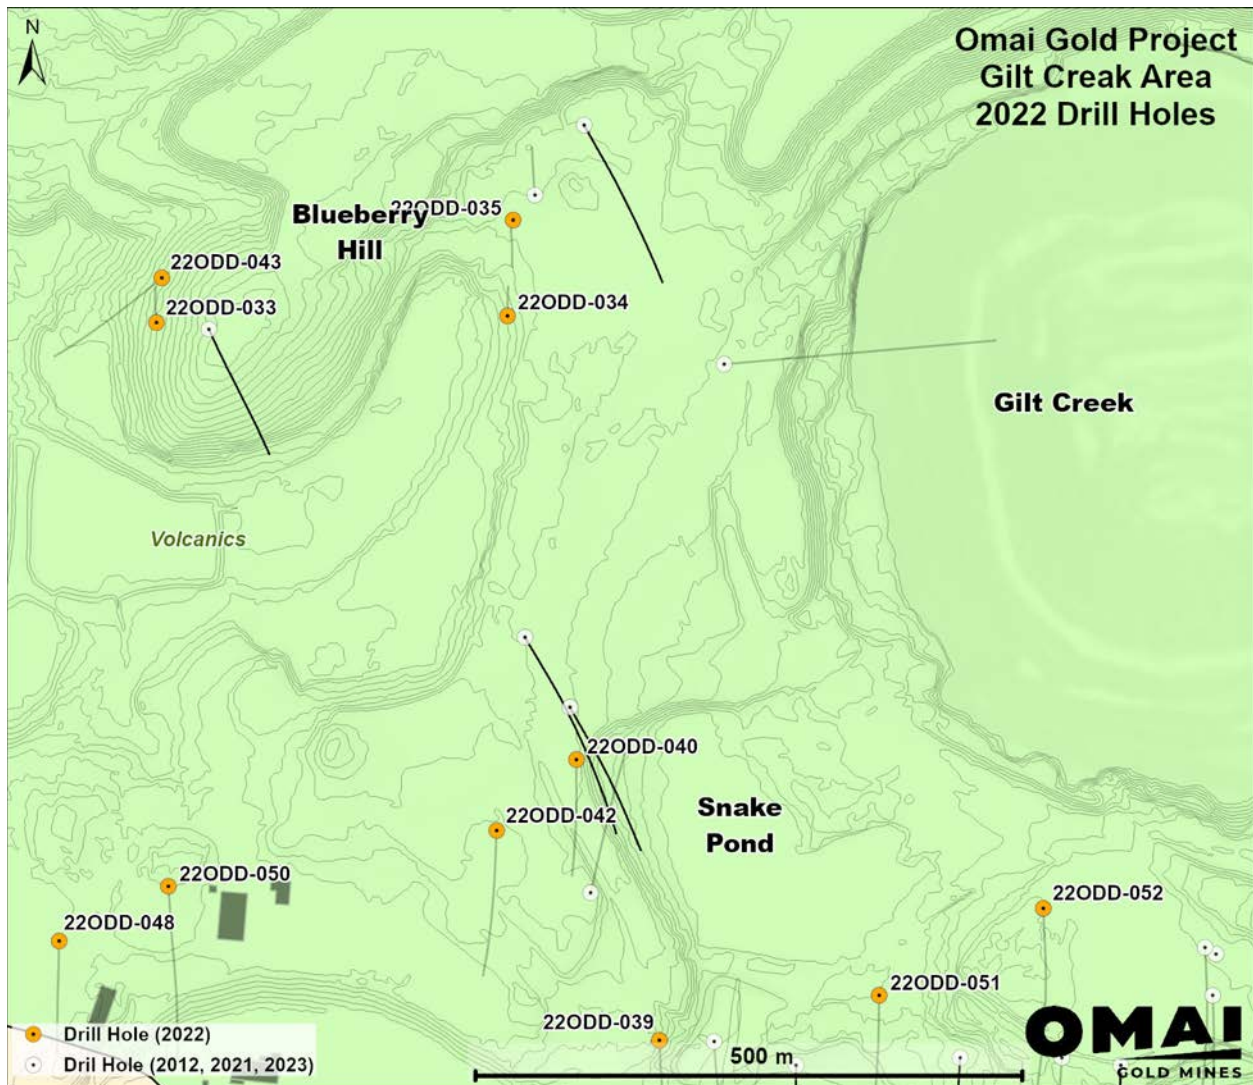 N
Omai Gold Project
Gilt Creak Area
2022 Drill Holes
Blueberry
Hill
22ODD-035
22ODD-043
22ODD-033
22ODD-034
Gilt Creek
Volcanics
22ODD-040
Snake
Pond
22ODD-042
22ODD-050
22ODD-048
22ODD-052
22ODD-051
22ODD-039
Drill Hole (2022)
Dril Hole (2012, 2021, 2023)
500 m
OMAI
GOLD MINES